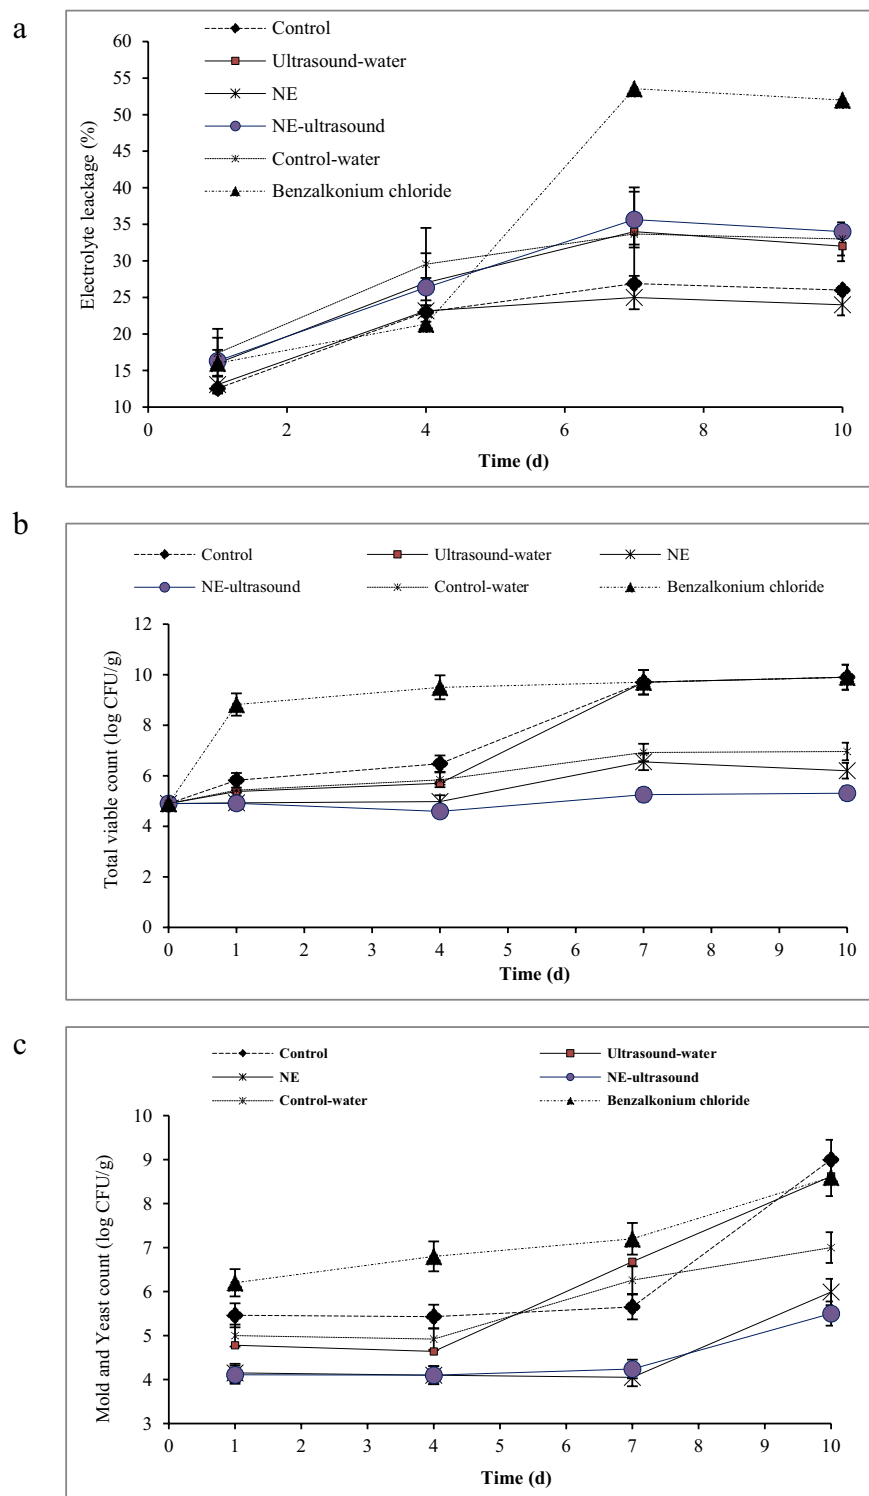 a
Control
Ultrasound-water
NE
NE-ultrasound
Control-water
Benzalkonium chloride
60
55
50
45
40
35
30
25
20
15
10
0 2 4 6 8 10
Electrolyte leackage (%)
Time (d)
b
Control Ultrasound-water NE
NE-ultrasound Control-water Benzalkonium chloride
12
10
8
6
4
2
0
0 1 2 3 4 5 6 7 8 9 10
Total viable count (log CFU/g)
Time (d)
c
Control Ultrasound-water
NE NE-ultrasound
Control-water Benzalkonium chloride
10
9
8
7
6
5
4
3
0 1 2 3 4 5 6 7 8 9 10
Mold and Yeast count (log CFU/g)
Time (d)